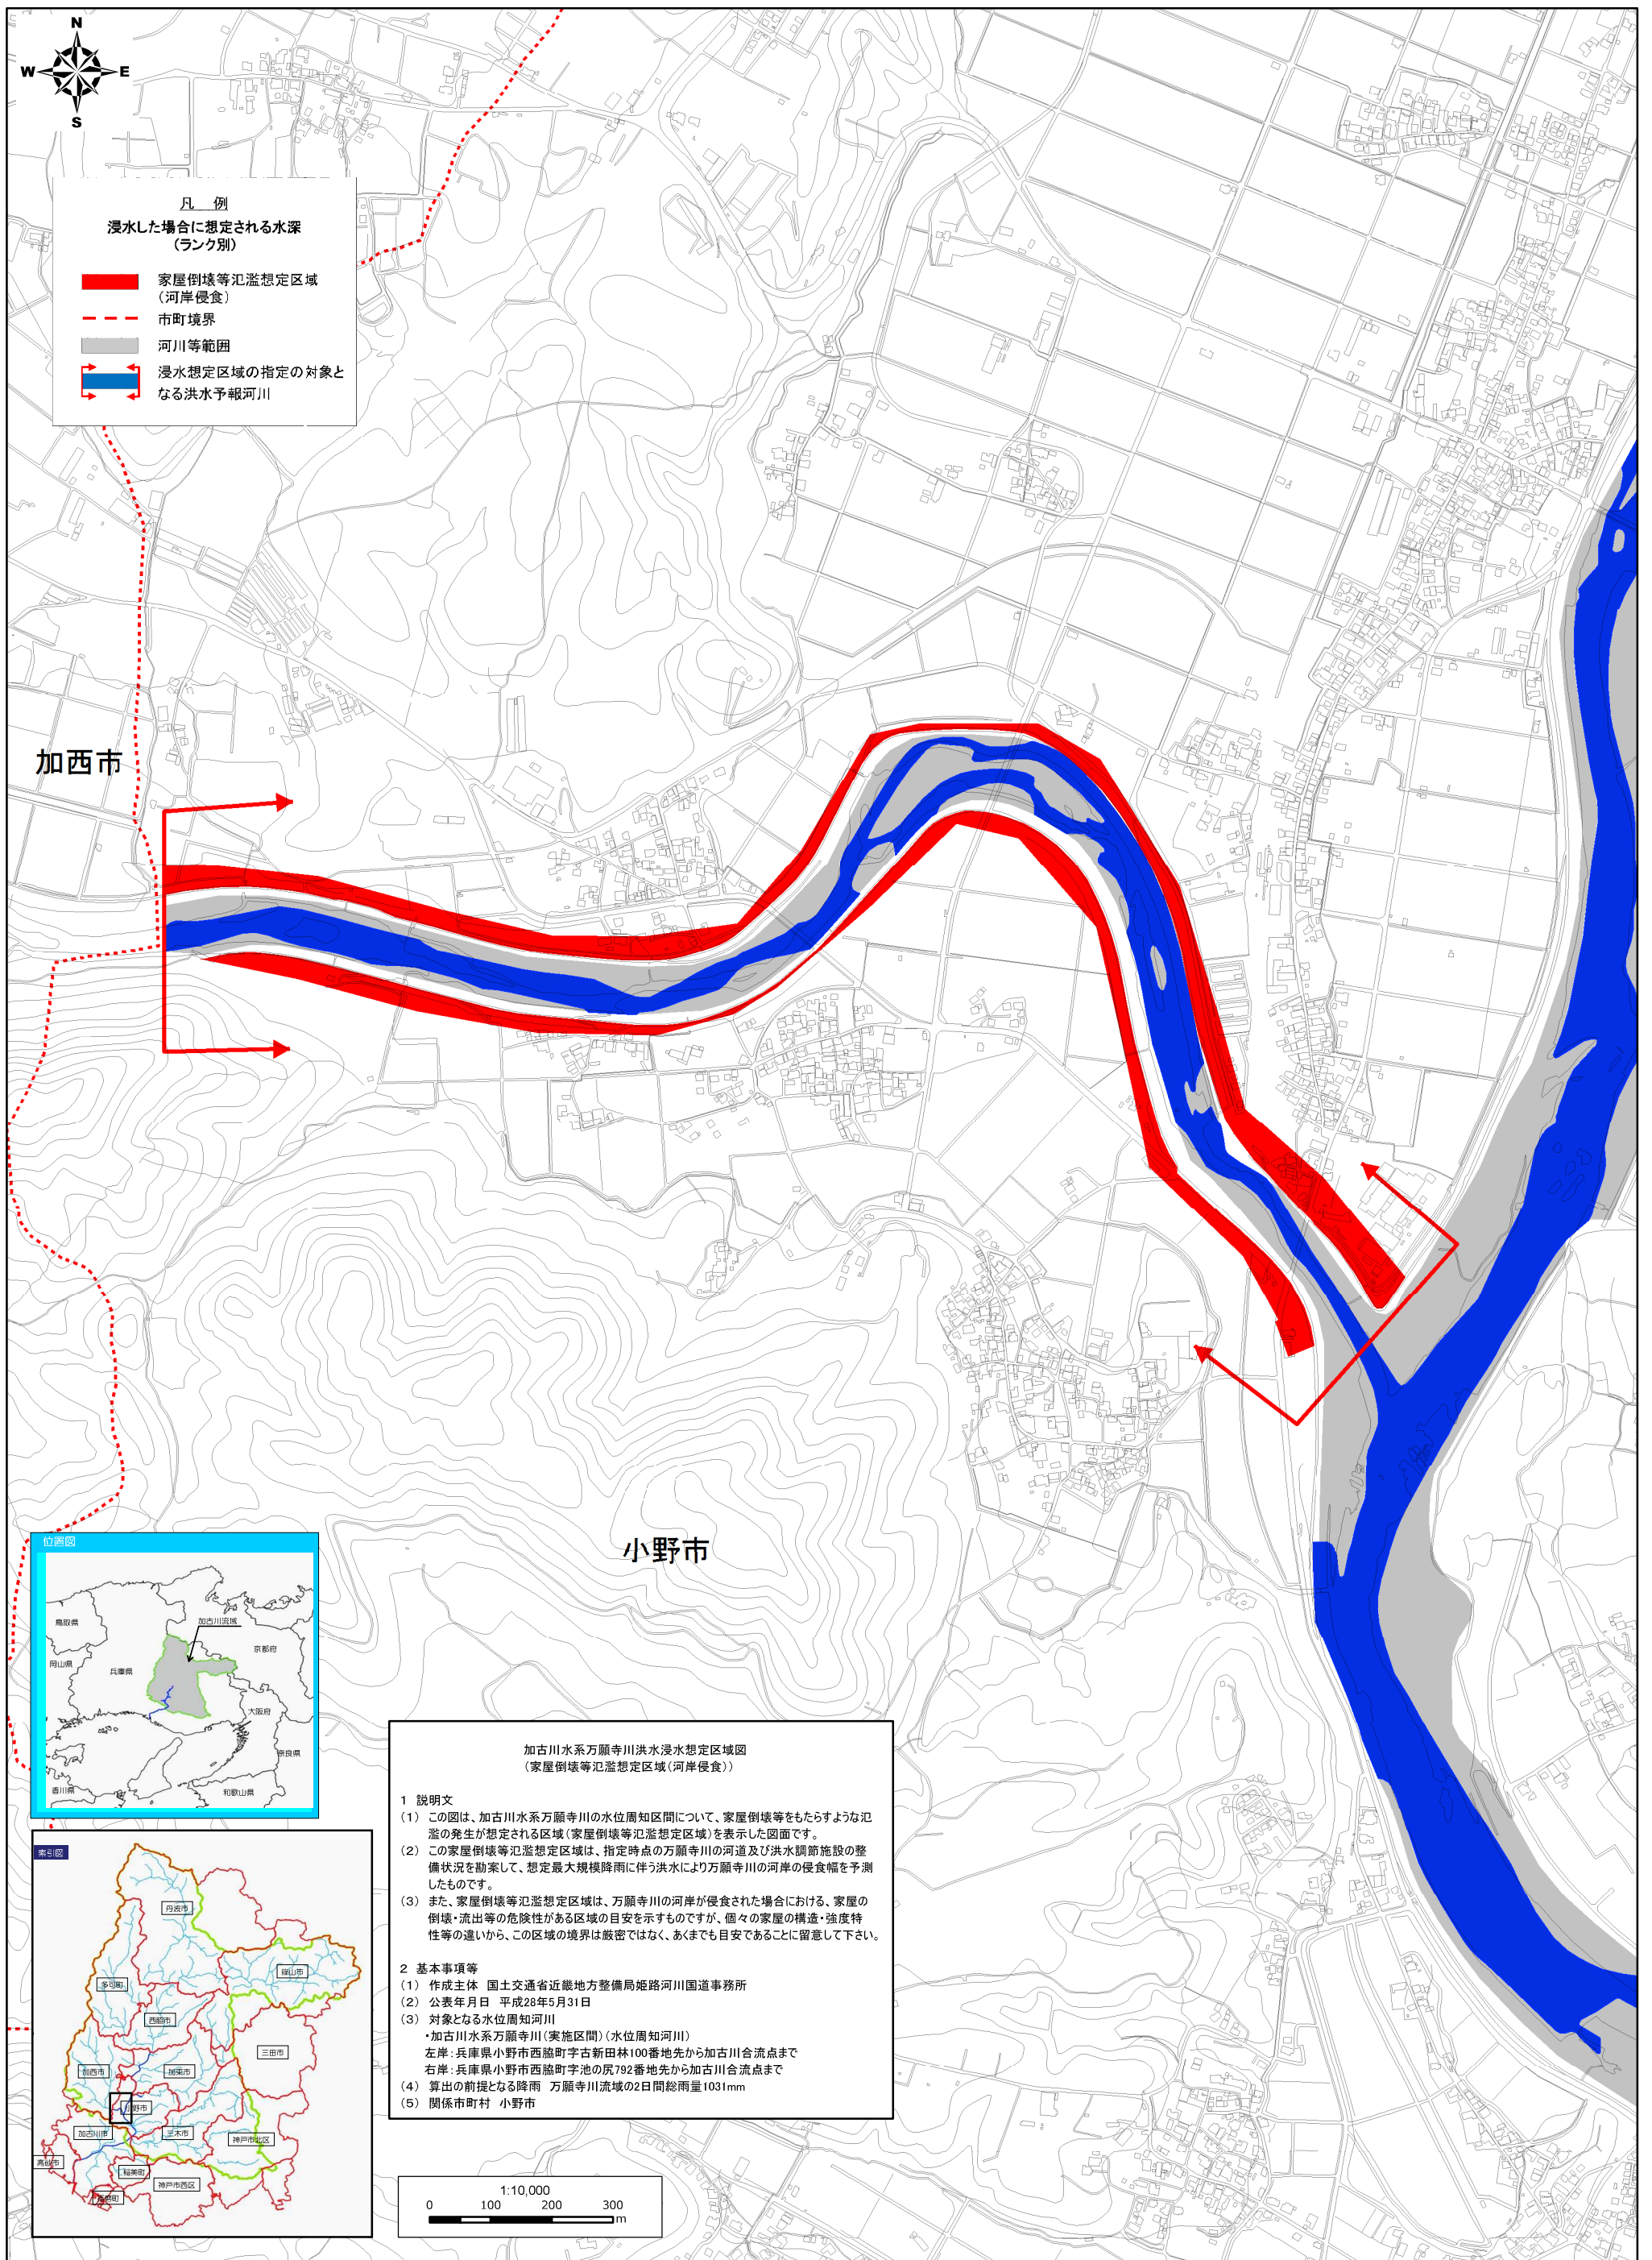 N
W
E
S
凡　例
浸水した場合に想定される水深
（ランク別）
家屋倒壊等氾濫想定区域
（河岸侵食）
市町境界
河川等範囲
浸水想定区域の指定の対象と
なる洪水予報河川
加西市
小野市
位置図
鳥取県
加古川流域
京都府
岡山県
兵庫県
大阪府
奈良県
香川県
和歌山県
索引図
丹波市
篠山市
多可町
西脇市
三田市
加西市
加東市
小野市
加古川市
三木市
神戸市北区
高砂市
稲美町
神戸市西区
加古川水系万願寺川洪水浸水想定区域図
（家屋倒壊等氾濫想定区域（河岸侵食））
1 説明文
（1） この図は、加古川水系万願寺川の水位周知区間について、家屋倒壊等をもたらすような氾
濫の発生が想定される区域（家屋倒壊等氾濫想定区域）を表示した図面です。
（2） この家屋倒壊等氾濫想定区域は、指定時点の万願寺川の河道及び洪水調節施設の整
備状況を勘案して、想定最大規模降雨に伴う洪水により万願寺川の河岸の侵食幅を予測
したものです。
（3） また、家屋倒壊等氾濫想定区域は、万願寺川の河岸が侵食された場合における、家屋の
倒壊・流出等の危険性がある区域の目安を示すものですが、個々の家屋の構造・強度特
性等の違いから、この区域の境界は厳密ではなく、あくまでも目安であることに留意して下さい。
2 基本事項等
（1） 作成主体 国土交通省近畿地方整備局姫路河川国道事務所
（2） 公表年月日 平成28年5月31日
（3） 対象となる水位周知河川
・加古川水系万願寺川（実施区間）（水位周知河川）
左岸：兵庫県小野市西脇町字古新田林100番地先から加古川合流点まで
右岸：兵庫県小野市西脇町字池の尻792番地先から加古川合流点まで
（4） 算出の前提となる降雨 万願寺川流域の2日間総雨量1031mm
（5） 関係市町村 小野市
1:10,000
0 100 200 300
m